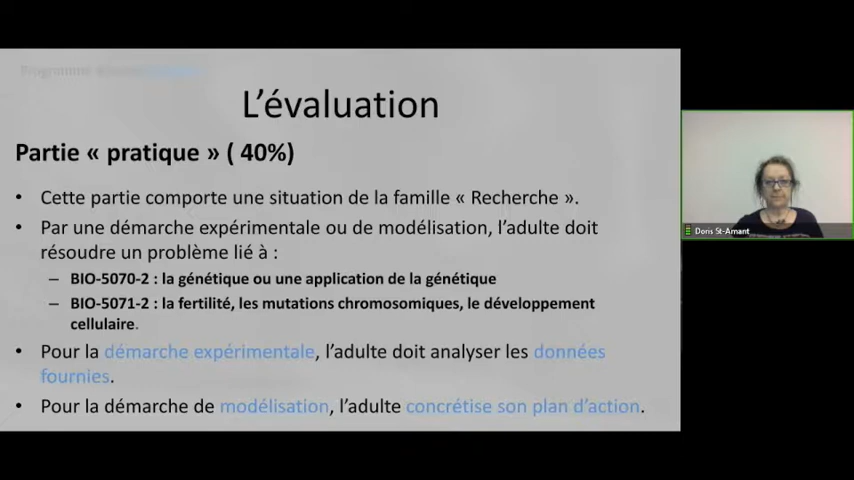 Programme
L'évaluation
Partie « pratique » ( 40%)
• Cette partie comporte une situation de la famille « Recherche ».
• Par une démarche expérimentale ou de modélisation, l'adulte doit
résoudre un problème lié à :
– BIO-5070-2 : la génétique ou une application de la génétique
– BIO-5071-2 : la fertilité, les mutations chromosomiques, le développement
cellulaire.
• Pour la démarche expérimentale, l'adulte doit analyser les données
fournies.
• Pour la démarche de modélisation, l'adulte concrétise son plan d'action.
Doris St-Amant